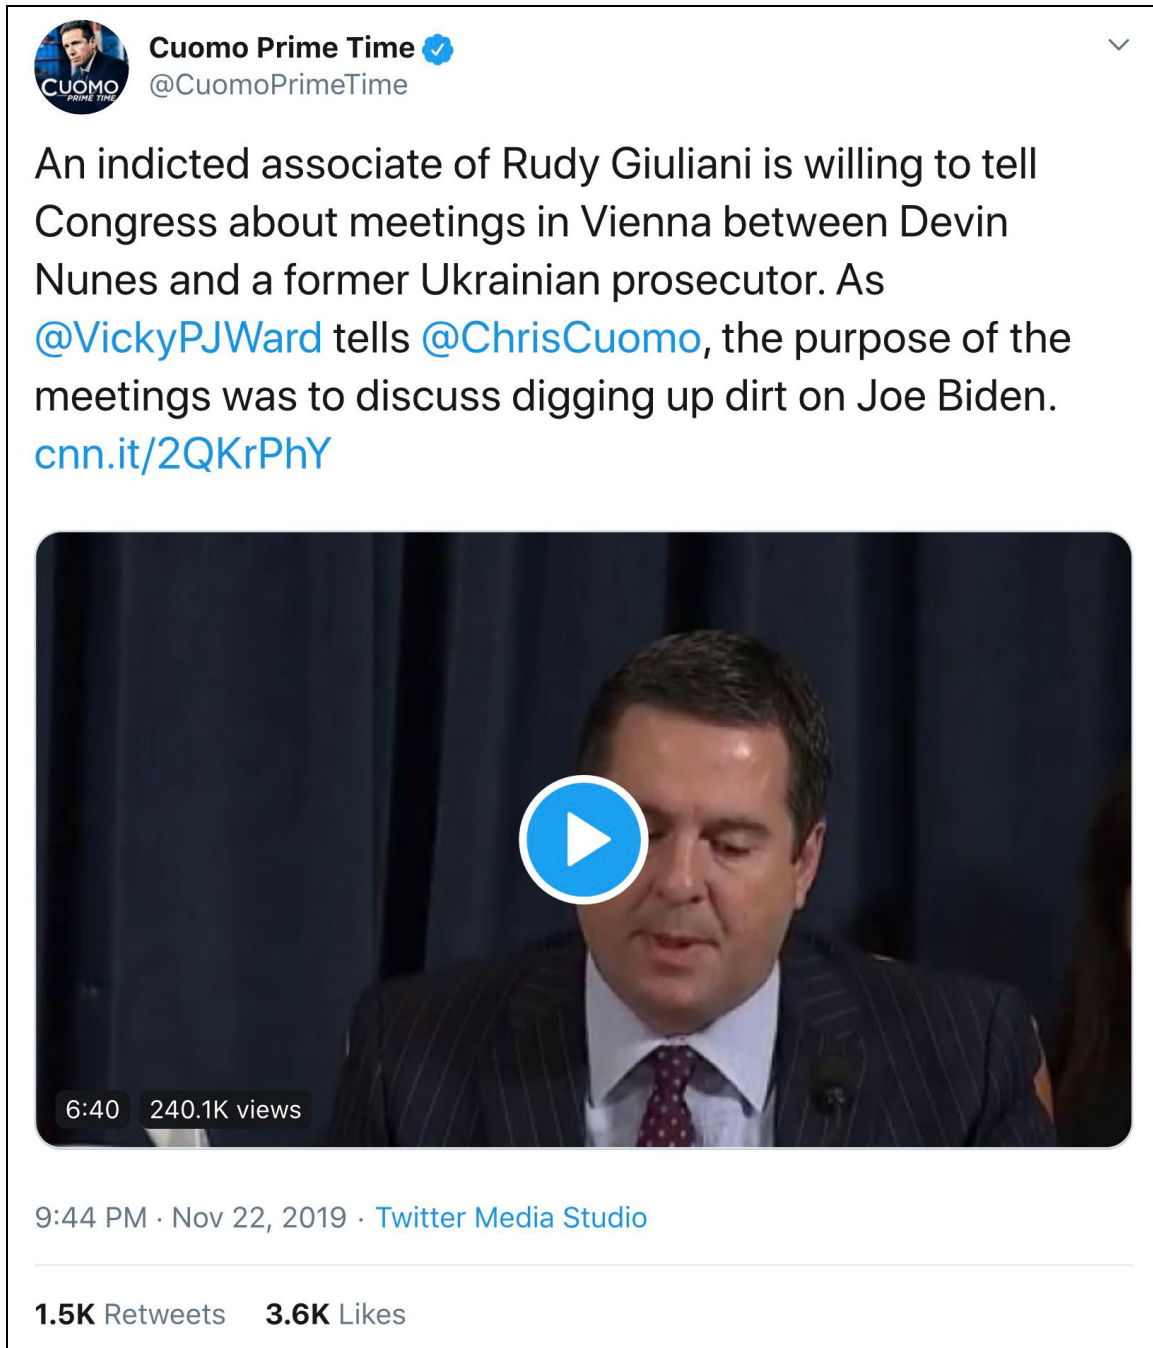 Cuomo Prime Time
@CuomoPrimeTime
CUOMO
PRIME TIME
An indicted associate of Rudy Giuliani is willing to tell
Congress about meetings in Vienna between Devin
Nunes and a former Ukrainian prosecutor. As
@VickyPJWard tells @ChrisCuomo, the purpose of the
meetings was to discuss digging up dirt on Joe Biden.
cnn.it/2QKrPhY
6:40 240.1K views
9:44 PM · Nov 22, 2019 · Twitter Media Studio
1.5K Retweets 3.6K Likes